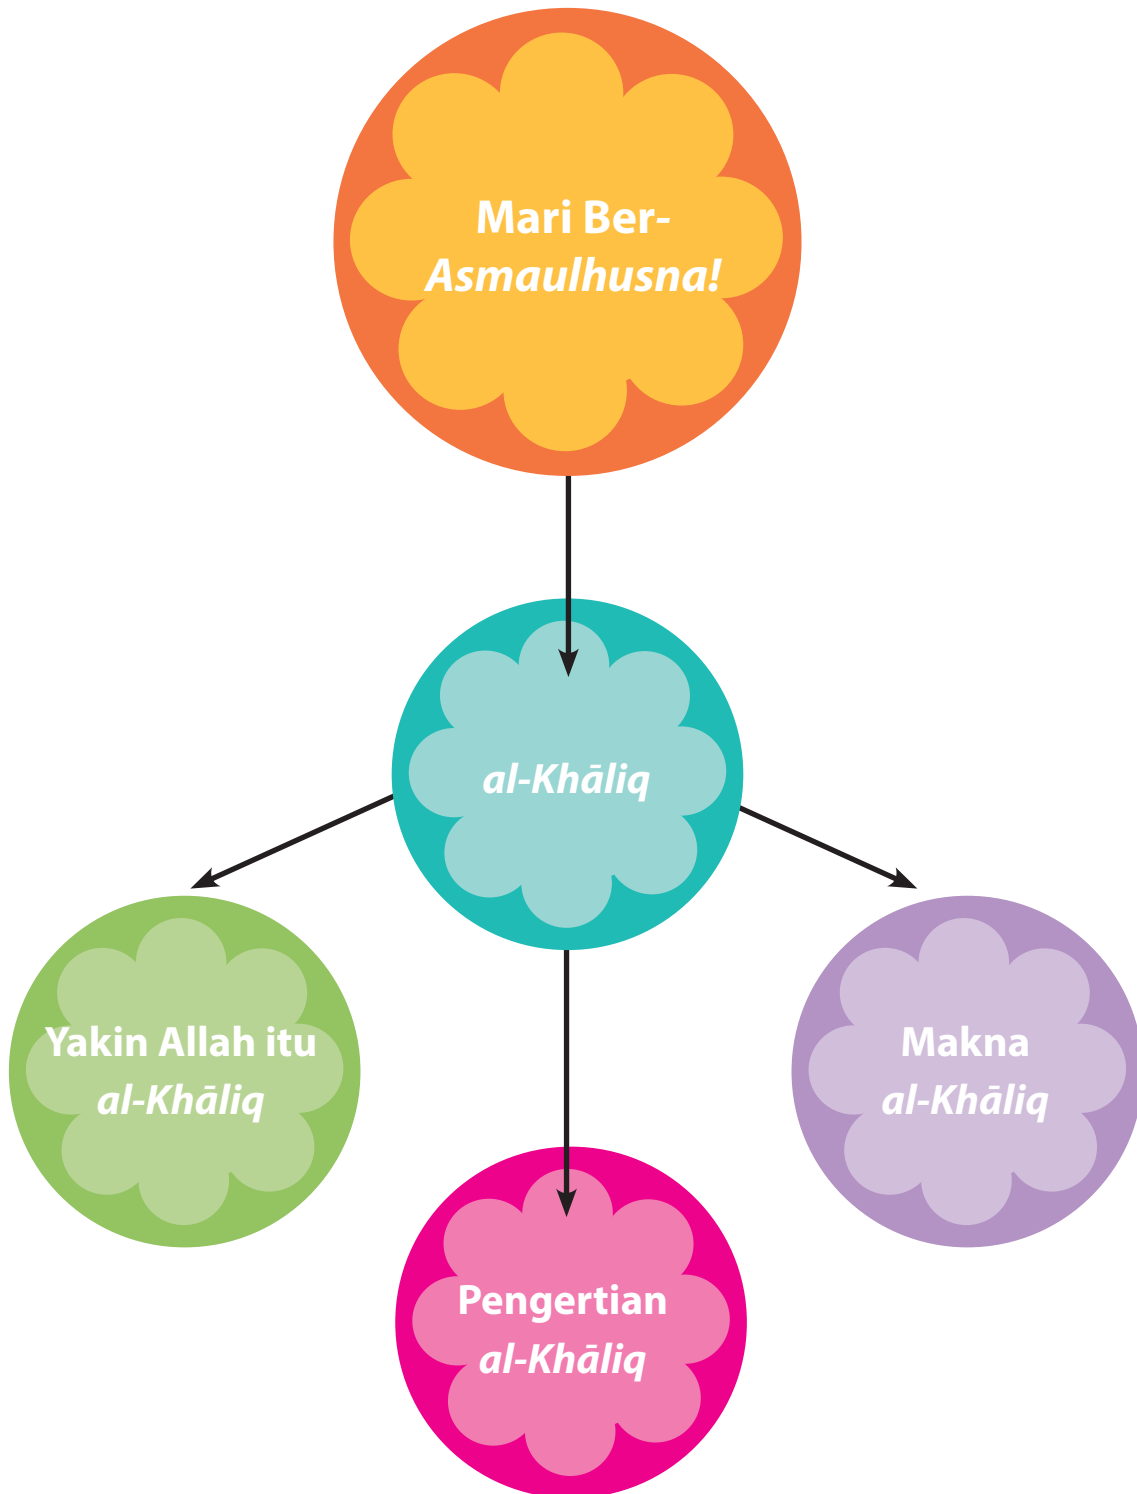 Mari Ber-
Asmaulhusna!
al-Khāliq
Yakin Allah itu
al-Khāliq
Makna
al-Khāliq
Pengertian
al-Khāliq